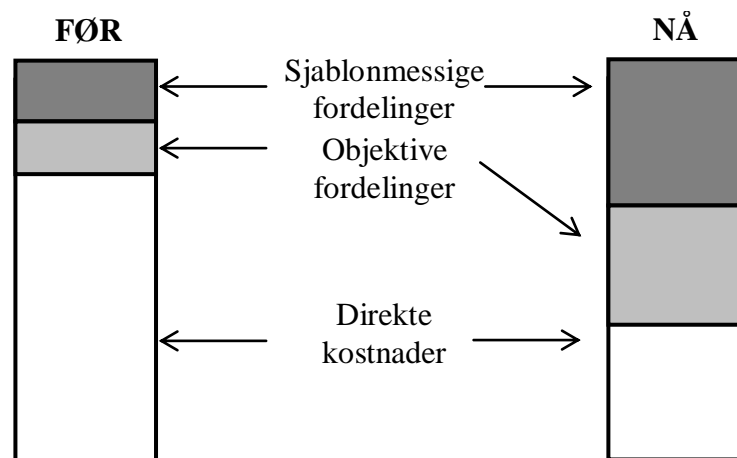 FØR
NÅ
Sjablonmessige
fordelinger
Objektive
fordelinger
Direkte
kostnader